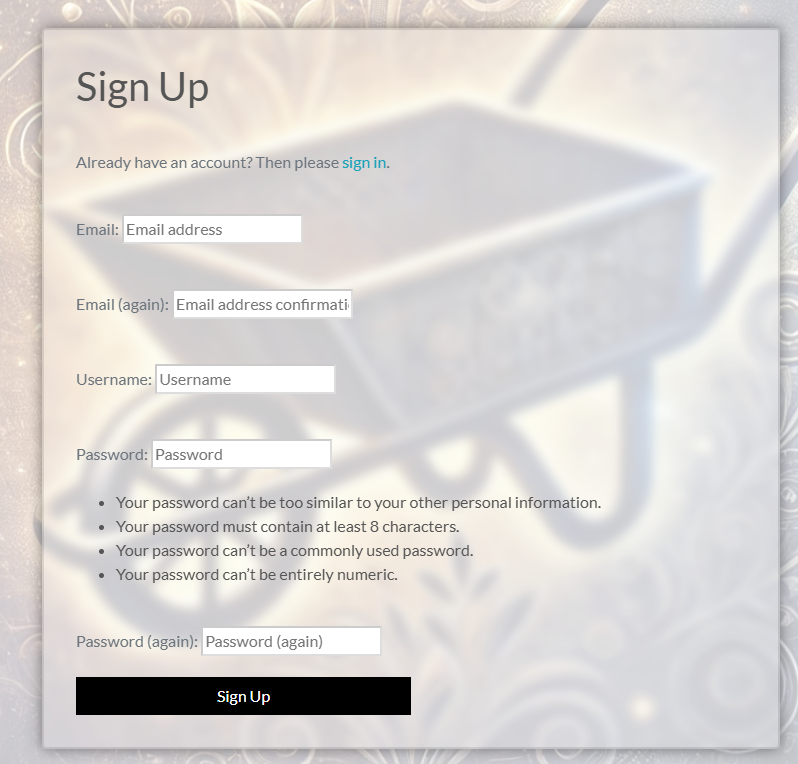 Sign Up
Already have an account? Then please sign in.
Email: Email address
Email (again): Email address confirmati
Username: Username
Password: Password
• Your password can’t be too similar to your other personal information.
• Your password must contain at least 8 characters.
• Your password can’t be a commonly used password.
• Your password can’t be entirely numeric.
Password (again): Password (again)
Sign Up